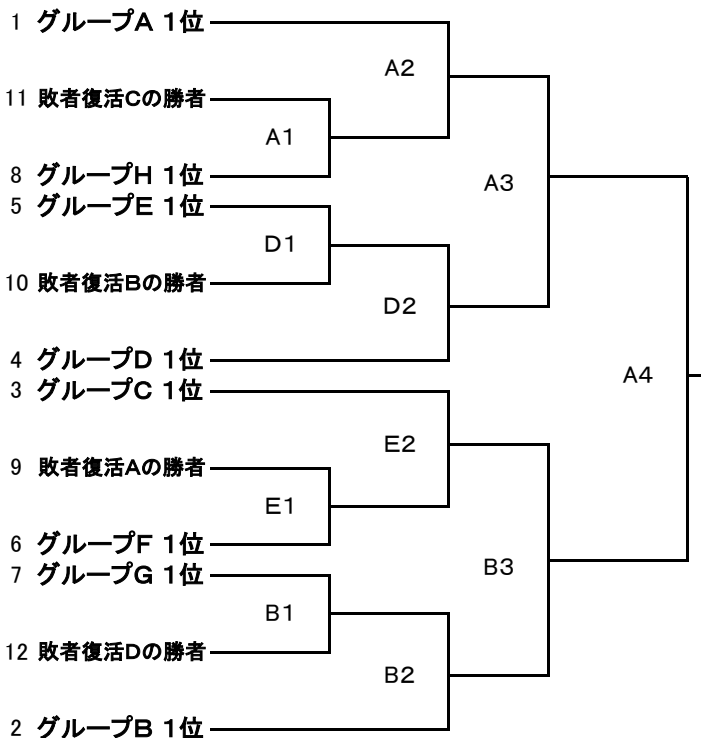 1 グループA 1位
A2
11 敗者復活Cの勝者
A1
8 グループH 1位
A3
5 グループE 1位
D1
10 敗者復活Bの勝者
D2
4 グループD 1位
A4
3 グループC 1位
E2
9 敗者復活Aの勝者
E1
6 グループF 1位
B3
7 グループG 1位
B1
12 敗者復活Dの勝者
B2
2 グループB 1位